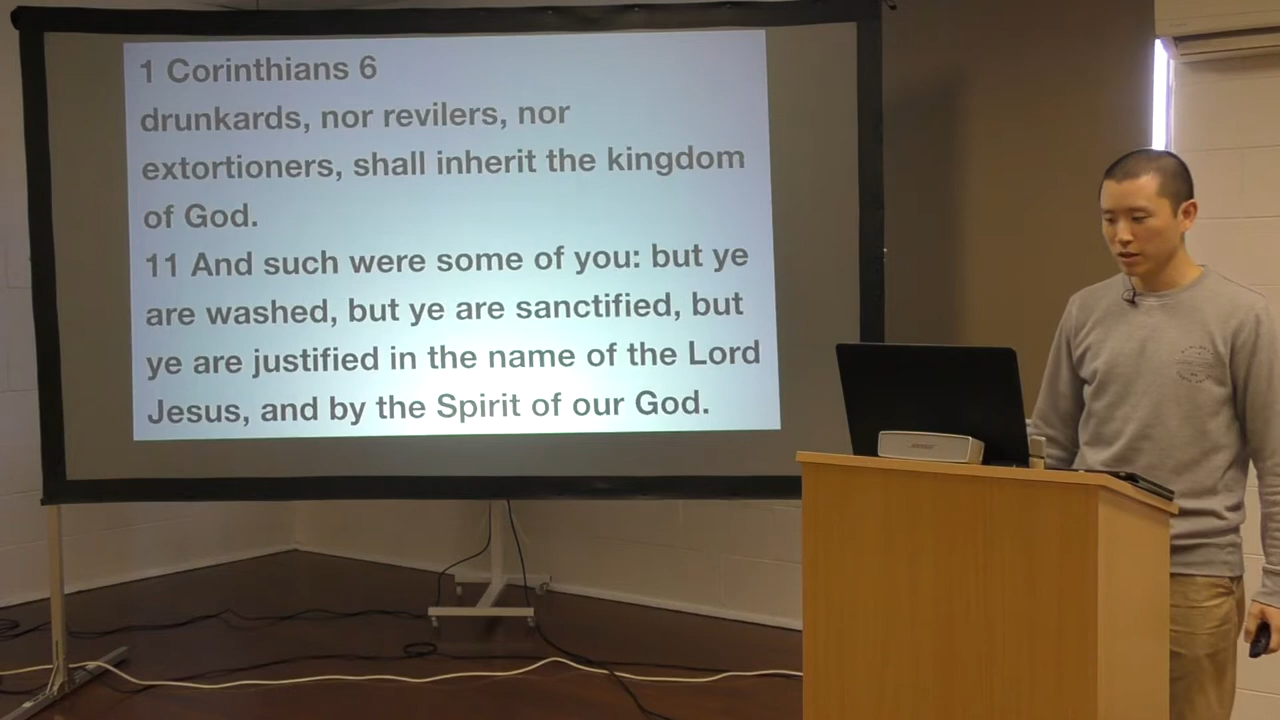 1 Corinthians 6
drunkards, nor revilers, nor
extortioners, shall inherit the kingdom
of God.
11 And such were some of you: but ye
are washed, but ye are sanctified, but
ye are justified in the name of the Lord
Jesus, and by the Spirit of our God.